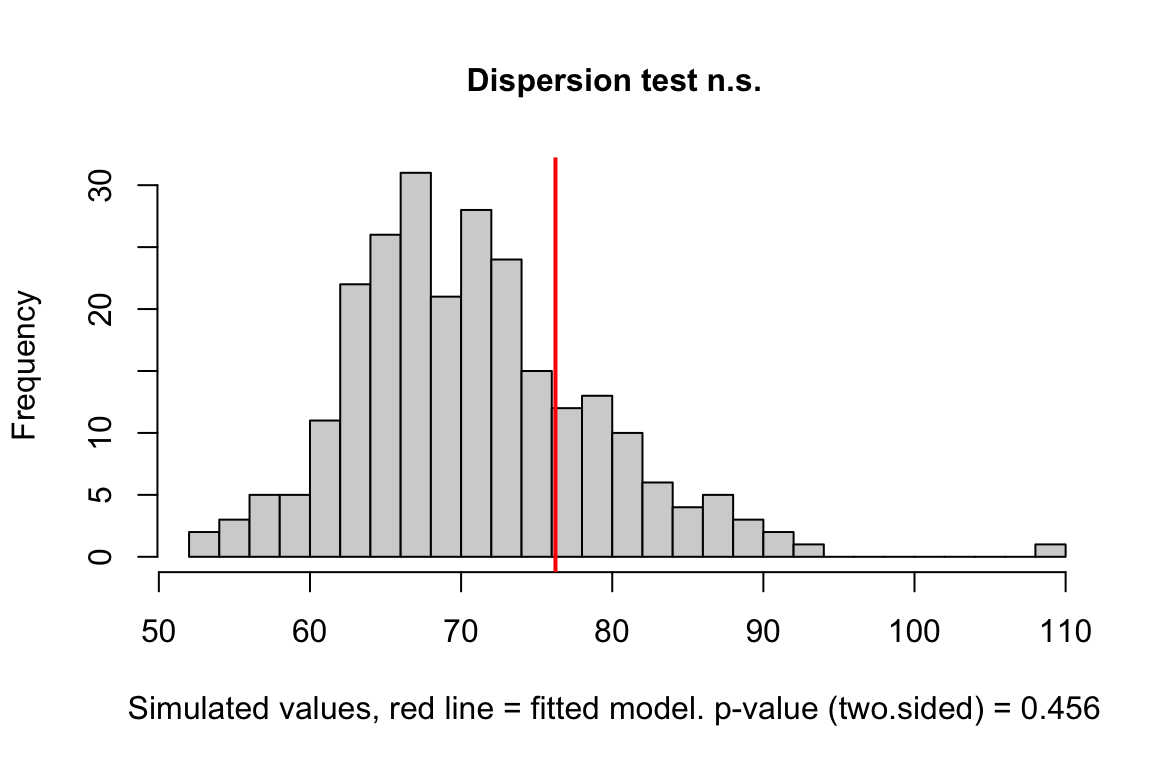 Dispersion test n.s.
Frequency
30
20
10
5
0
50 60 70 80 90 100 110
Simulated values, red line = fitted model. p-value (two.sided) = 0.456